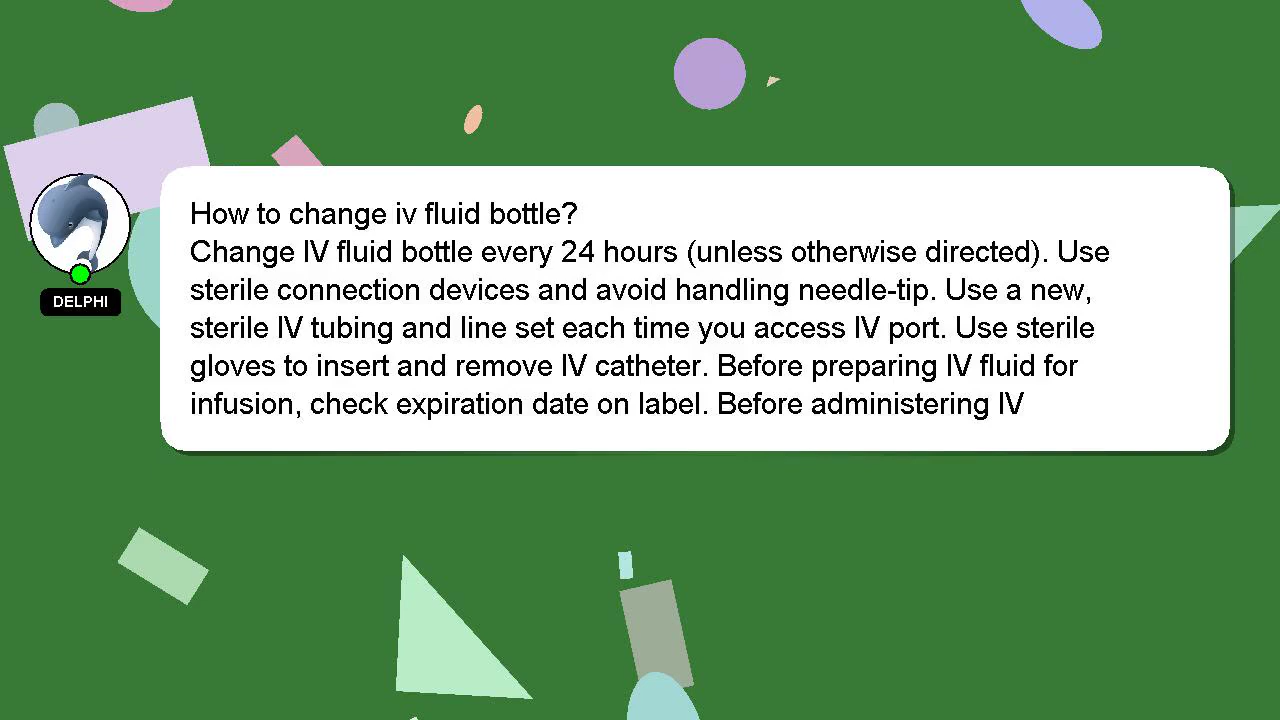 How to change iv fluid bottle?
Change IV fluid bottle every 24 hours (unless otherwise directed). Use
sterile connection devices and avoid handling needle-tip. Use a new,
sterile IV tubing and line set each time you access IV port. Use sterile
gloves to insert and remove IV catheter. Before preparing IV fluid for
infusion, check expiration date on label. Before administering IV
DELPHI